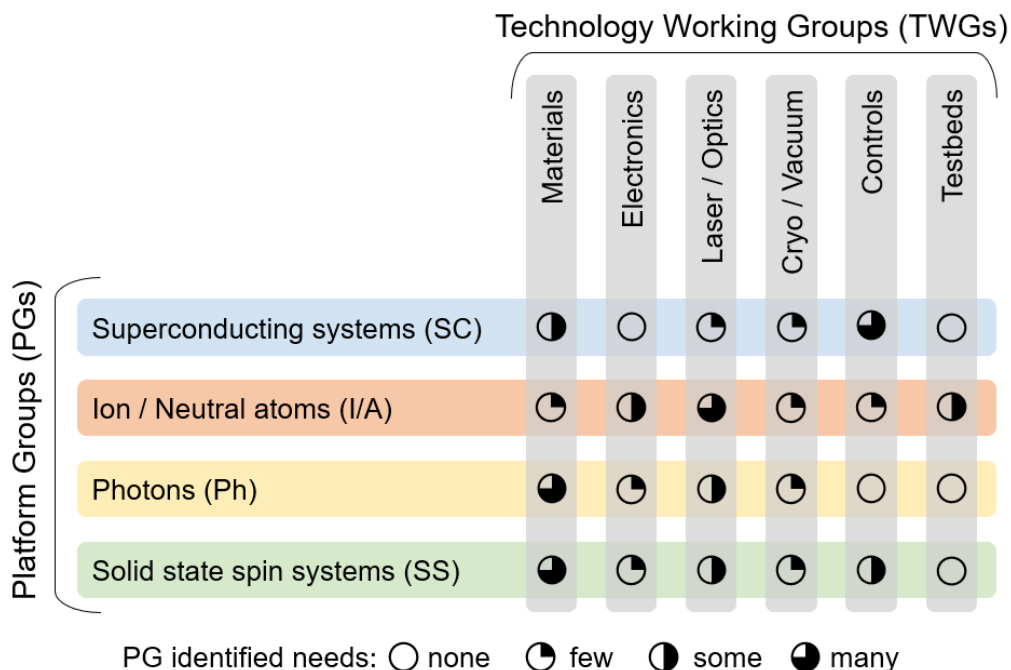 Technology Working Groups (TWGs)
Materials
Electronics
Laser / Optics
Cryo / Vacuum
Controls
Testbeds
Platform Groups (PGs)
Superconducting systems (SC)
Ion / Neutral atoms (I/A)
Photons (Ph)
Solid state spin systems (SS)
PG identified needs: none few some many